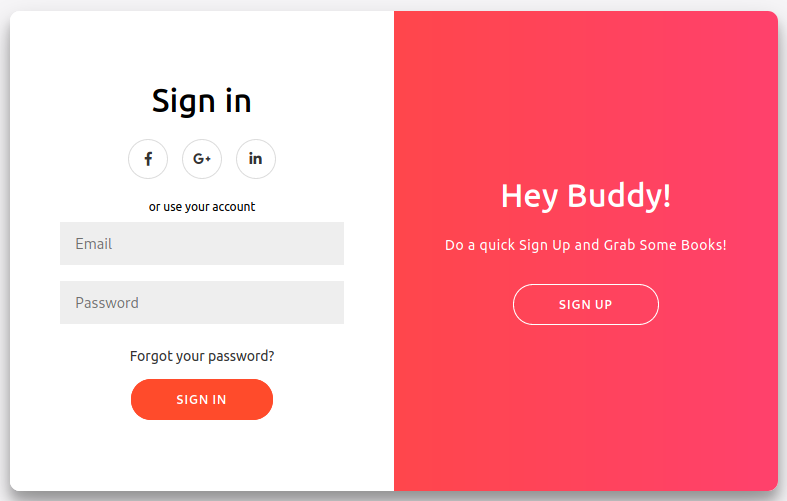 Sign in
f G+ in
or use your account
Email
Password
Forgot your password?
SIGN IN
Hey Buddy!
Do a quick Sign Up and Grab Some Books!
SIGN UP